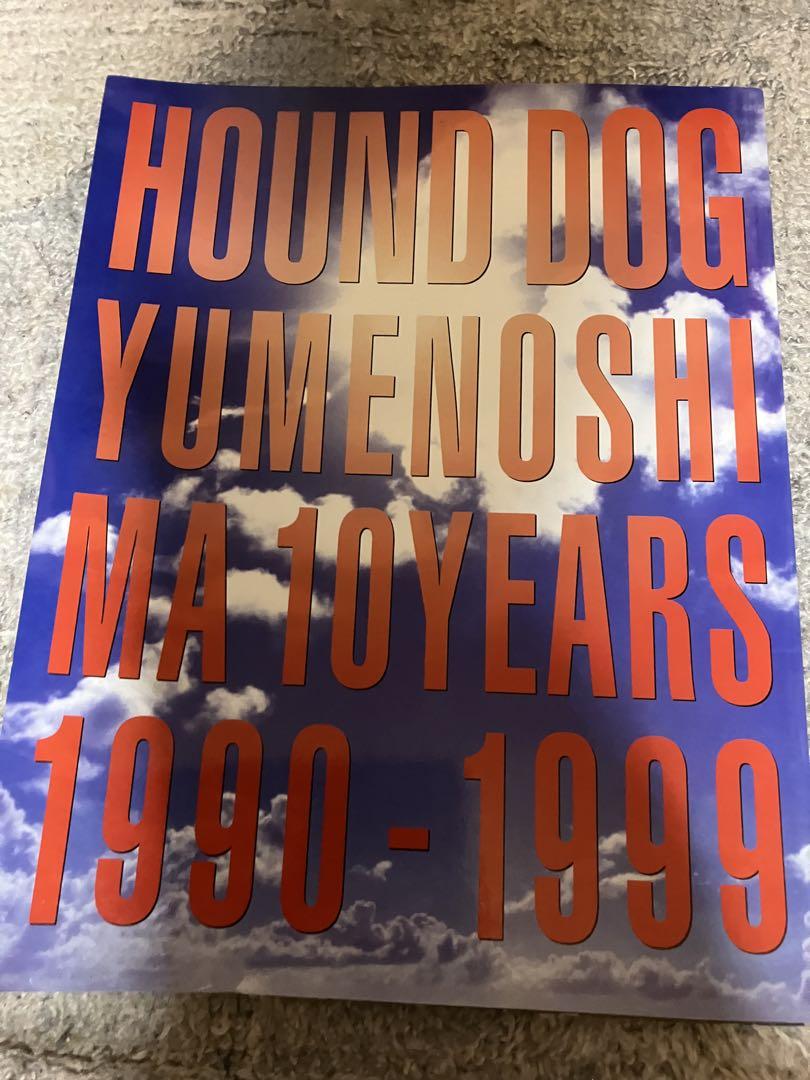 HOUND DOG
YUMENOSHI
MA 10YEARS
1990-1999